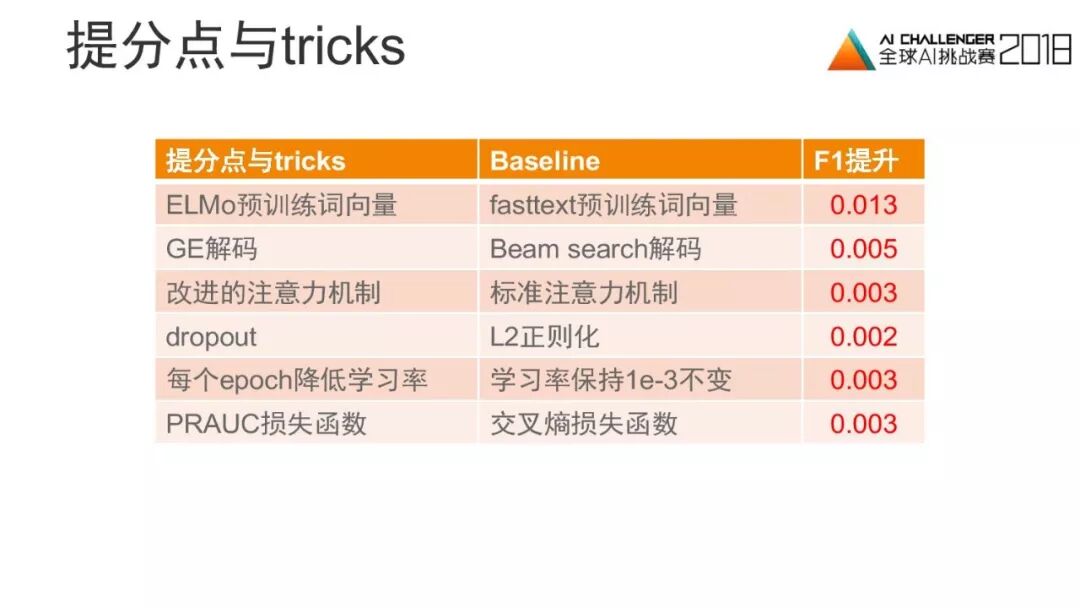 提分点与tricks
AI CHALLENGER
全球AI挑战赛2018
提分点与tricks Baseline F1提升
ELMo预训练词向量 fasttext预训练词向量 0.013
GE解码 Beam search解码 0.005
改进的注意力机制 标准注意力机制 0.003
dropout L2正则化 0.002
每个epoch降低学习率 学习率保持1e-3不变 0.003
PRAUC损失函数 交叉熵损失函数 0.003